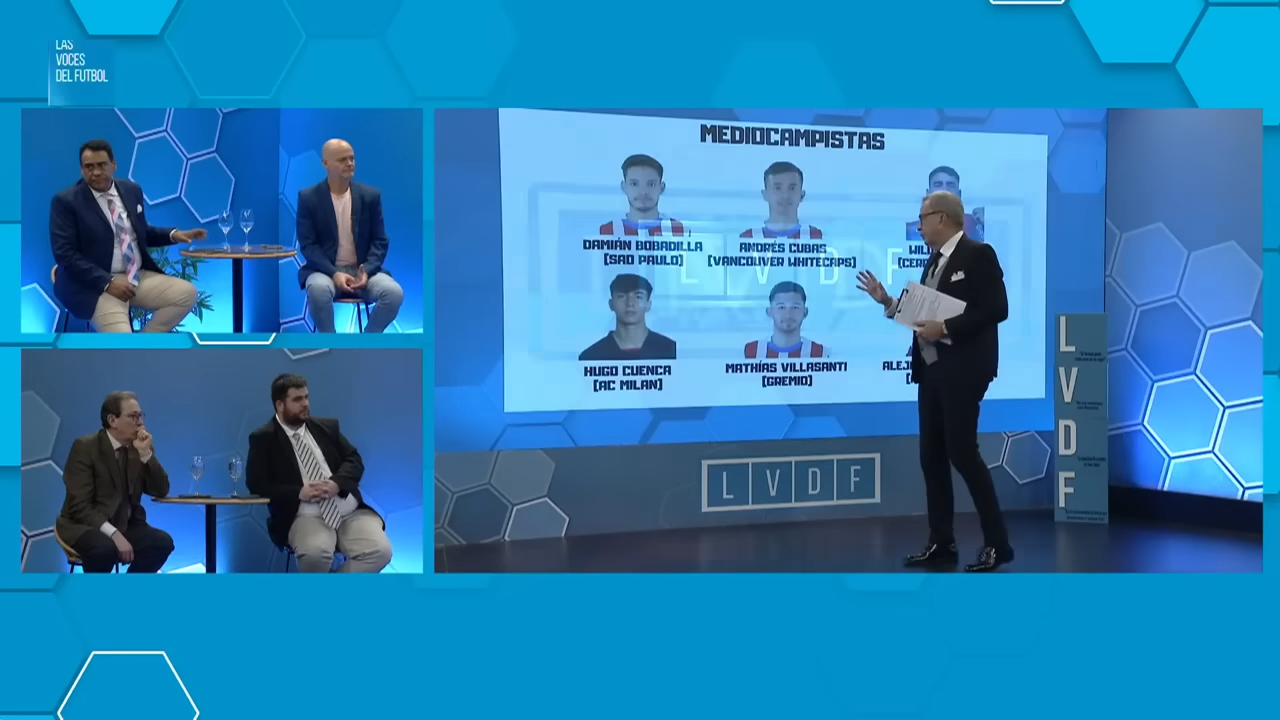 LAS
VOCES
DEL FUTBOL
MEDIOCAMPISTAS
DAMIÁN BOBADILLA
(SAO PAULO)
ANDRÉS CUBAS
(VANCOUVER WHITECAPS)
HUGO CUENCA
(AC MILAN)
MATHÍAS VILLASANTI
(GREMIO)
L V D F
L V D F
L
V
D
F